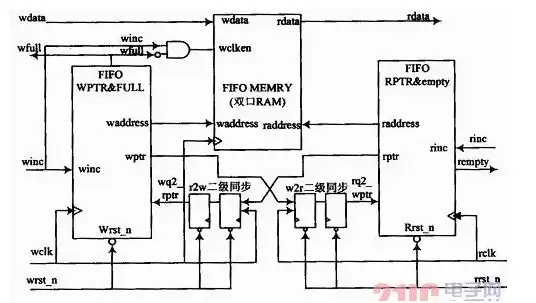 wdata
wdata
rdata
rdata
winc
wfull
wfull
wclken
FIFO
WPTR&FULL
FIFO MEMRY
(双口RAM)
FIFO
RPTR&empty
waddress
waddress
raddress
raddress
wptr
rptr
rinc
rinc
rempty
winc
winc
wq2_
rptr
r2w二级同步
w2r二级同步
rq2_
wptr
Wrst_n
Rrst_n
wclk
rclk
wrst_n
rrst_n
电子网